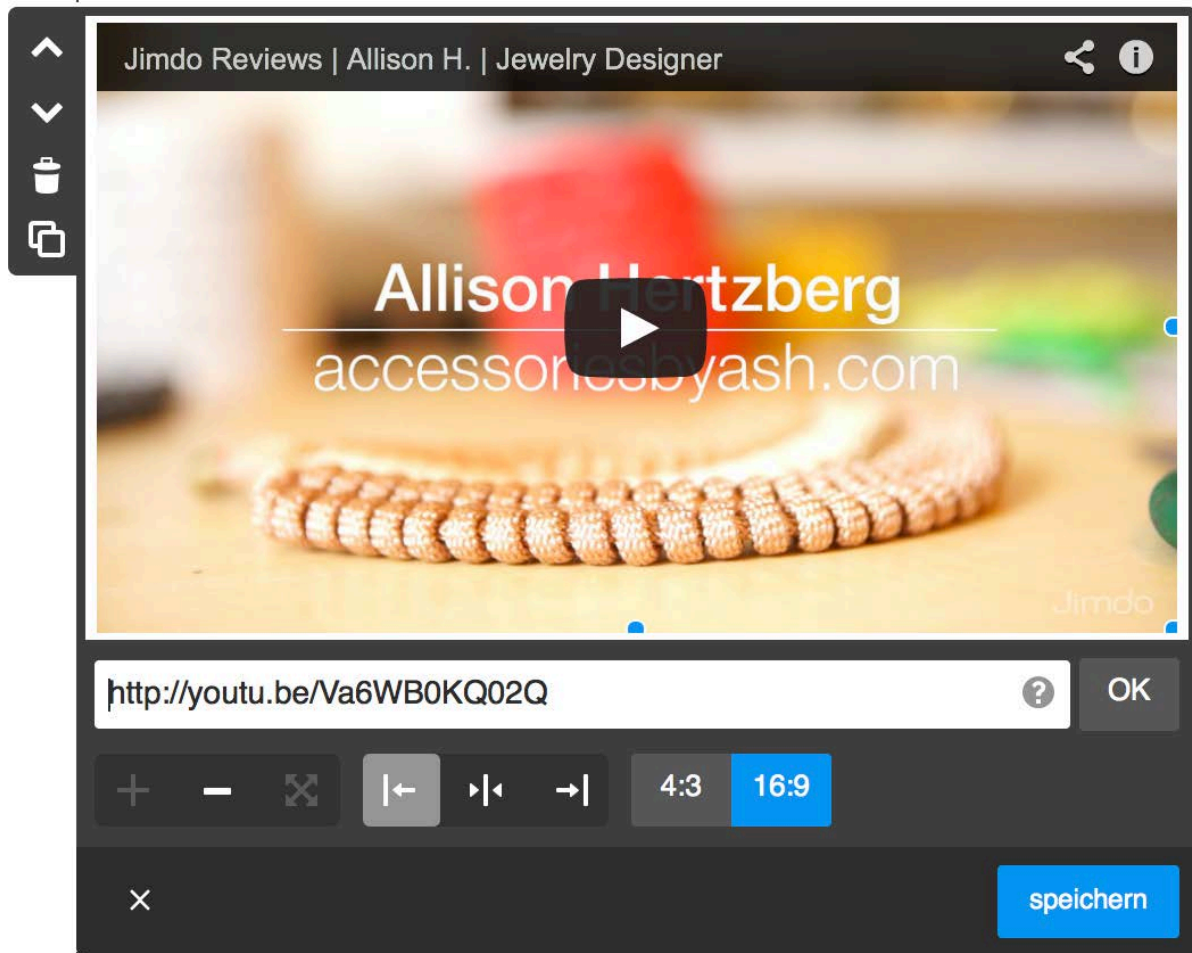 Jimdo Reviews | Allison H. | Jewelry Designer
Allison Hertzberg
accessoriesbyash.com
Jimdo
http://youtu.be/Va6WB0KQ02Q
?
OK
4:3
16:9
speichern